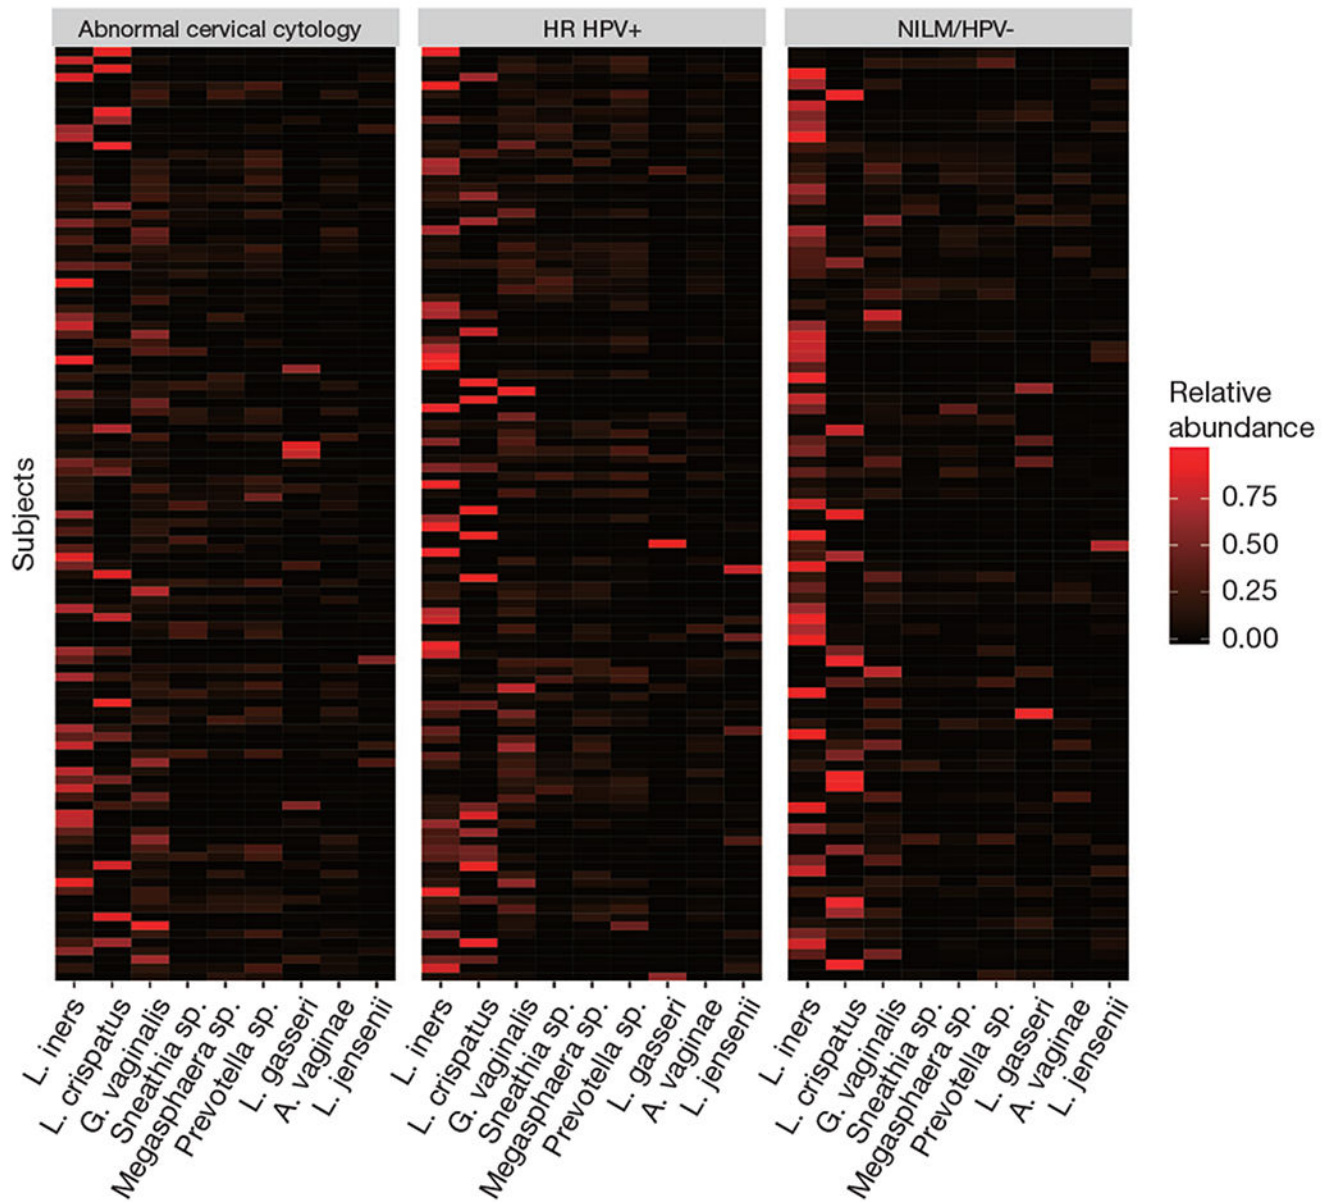 Abnormal cervical cytology
HR HPV+
NILM/HPV-
Subjects
Relative
abundance
0.75
0.50
0.25
0.00
L. iners
L. crispatus
G. vaginalis
Sneathia sp.
Megasphaera sp.
Prevotella sp.
L. gasseri
A. vaginae
L. jensenii
L. iners
L. crispatus
G. vaginalis
Sneathia sp.
Megasphaera sp.
Prevotella sp.
L. gasseri
A. vaginae
L. jensenii
L. iners
L. crispatus
G. vaginalis
Sneathia sp.
Megasphaera sp.
Prevotella sp.
L. gasseri
A. vaginae
L. jensenii